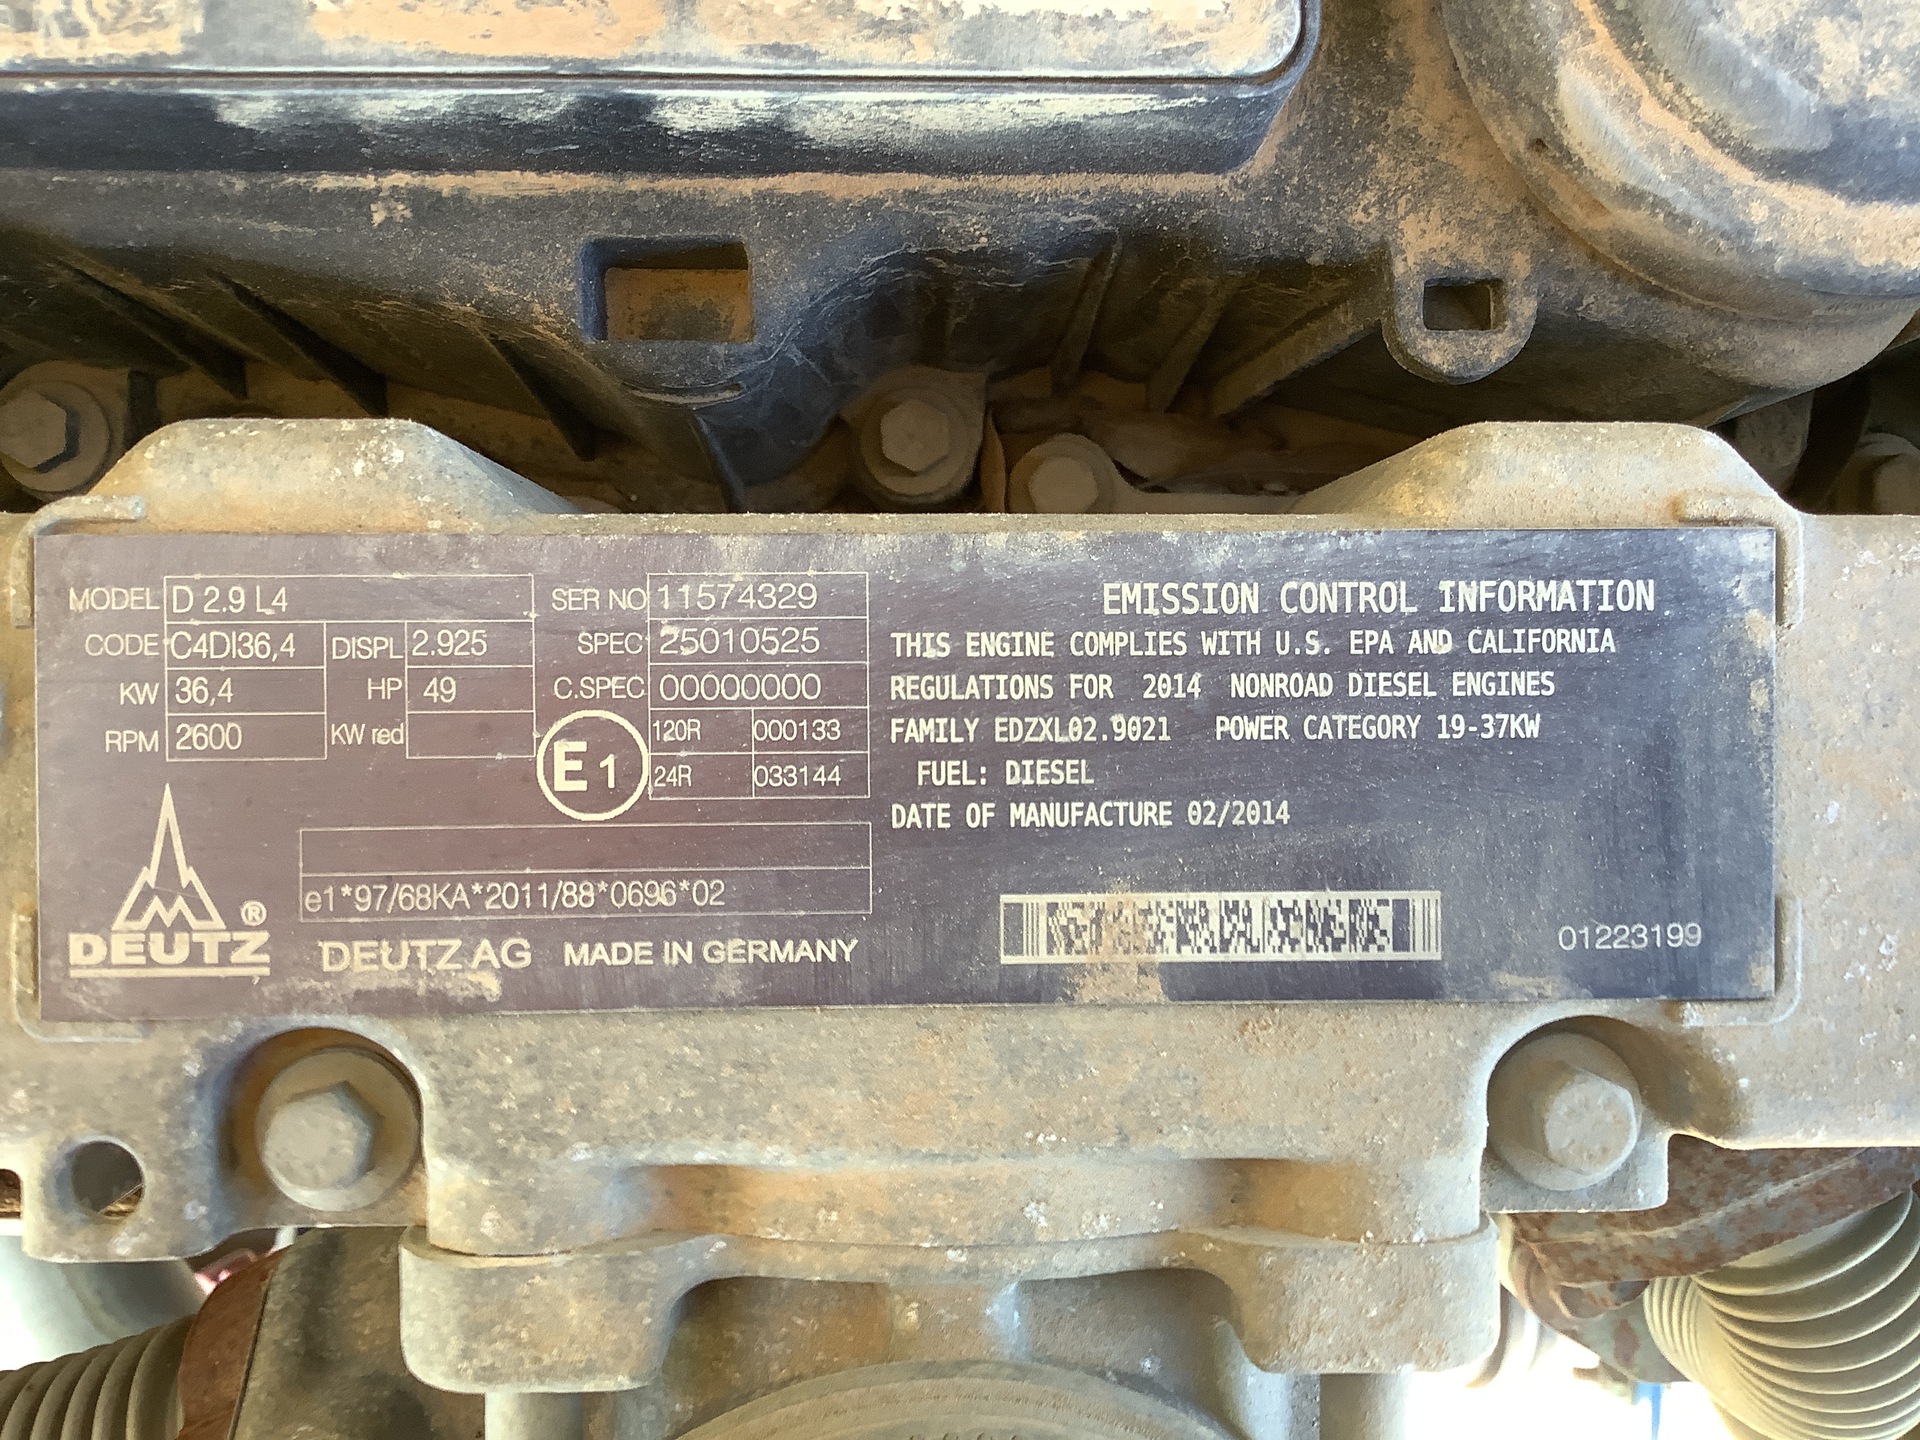 MODEL D 2.9 L4
CODE C4DI36,4 DISPL 2.925
KW 36,4 HP 49
RPM 2600 KW red
SER NO 11574329
SPEC 25010525
C.SPEC 00000000
E1 120R 000133
24R 033144
e1*97/68KA*2011/88*0696*02
DEUTZ ®
DEUTZ AG MADE IN GERMANY
EMISSION CONTROL INFORMATION
THIS ENGINE COMPLIES WITH U.S. EPA AND CALIFORNIA
REGULATIONS FOR 2014 NONROAD DIESEL ENGINES
FAMILY EDZXL02.9021 POWER CATEGORY 19-37KW
FUEL: DIESEL
DATE OF MANUFACTURE 02/2014
01223199